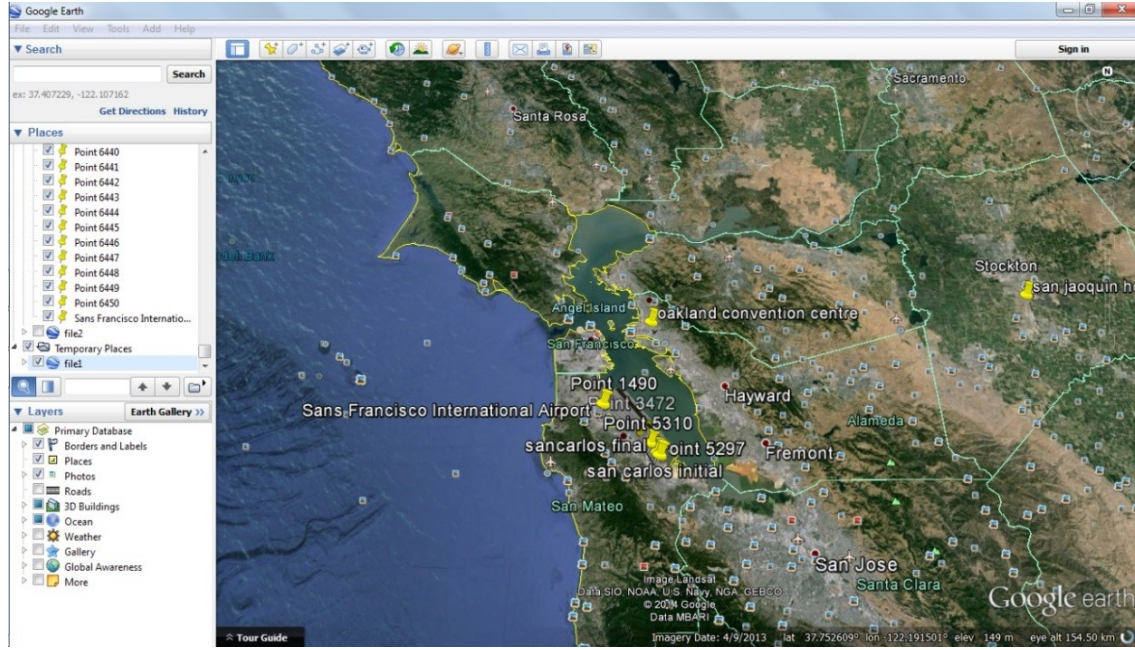 Google Earth
File Edit View Tools Add Help
Search
Search
ex: 37.407229, -122.107162
Get Directions History
Places
Point 6440
Point 6441
Point 6442
Point 6443
Point 6444
Point 6445
Point 6446
Point 6447
Point 6448
Point 6449
Point 6450
Sans Francisco Internatio...
file2
Temporary Places
file1
Layers
Earth Gallery >>
Primary Database
Borders and Labels
Places
Photos
Roads
3D Buildings
Ocean
Weather
Gallery
Global Awareness
More
Sign in
N
Sacramento
Santa Rosa
Stockton
san jaoquin ho
Angel Island
oakland convention centre
San Francisco
Point 1490
Hayward
Sans Francisco International Airport
Point 3472
Point 5310
Alameda
sancarlos final
oint 5297
Fremont
san carlos initial
San Mateo
San Jose
Santa Clara
Image Landsat
Data SIO, NOAA, U.S. Navy, NGA, GEBCO
© 2014 Google
Data MBARI
Google earth
Tour Guide
Imagery Date: 4/9/2013 lat 37.752609° lon -122.191501° elev 149 m eye alt 154.50 km